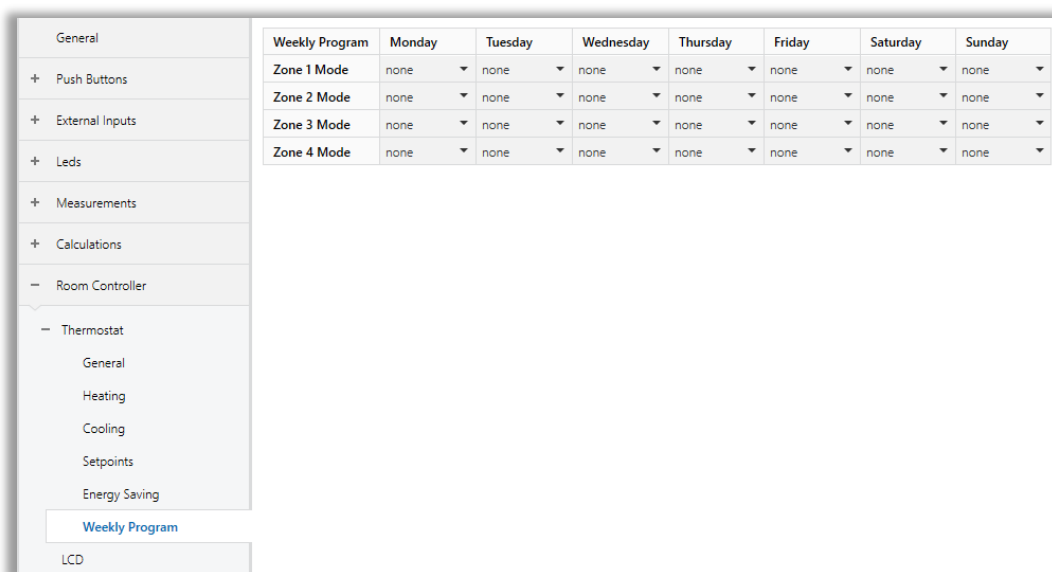 General
Push Buttons
External Inputs
Leds
Measurements
Calculations
Room Controller
Thermostat
General
Heating
Cooling
Setpoints
Energy Saving
Weekly Program
LCD
Weekly Program Monday Tuesday Wednesday Thursday Friday Saturday Sunday
Zone 1 Mode none none none none none none none
Zone 2 Mode none none none none none none none
Zone 3 Mode none none none none none none none
Zone 4 Mode none none none none none none none